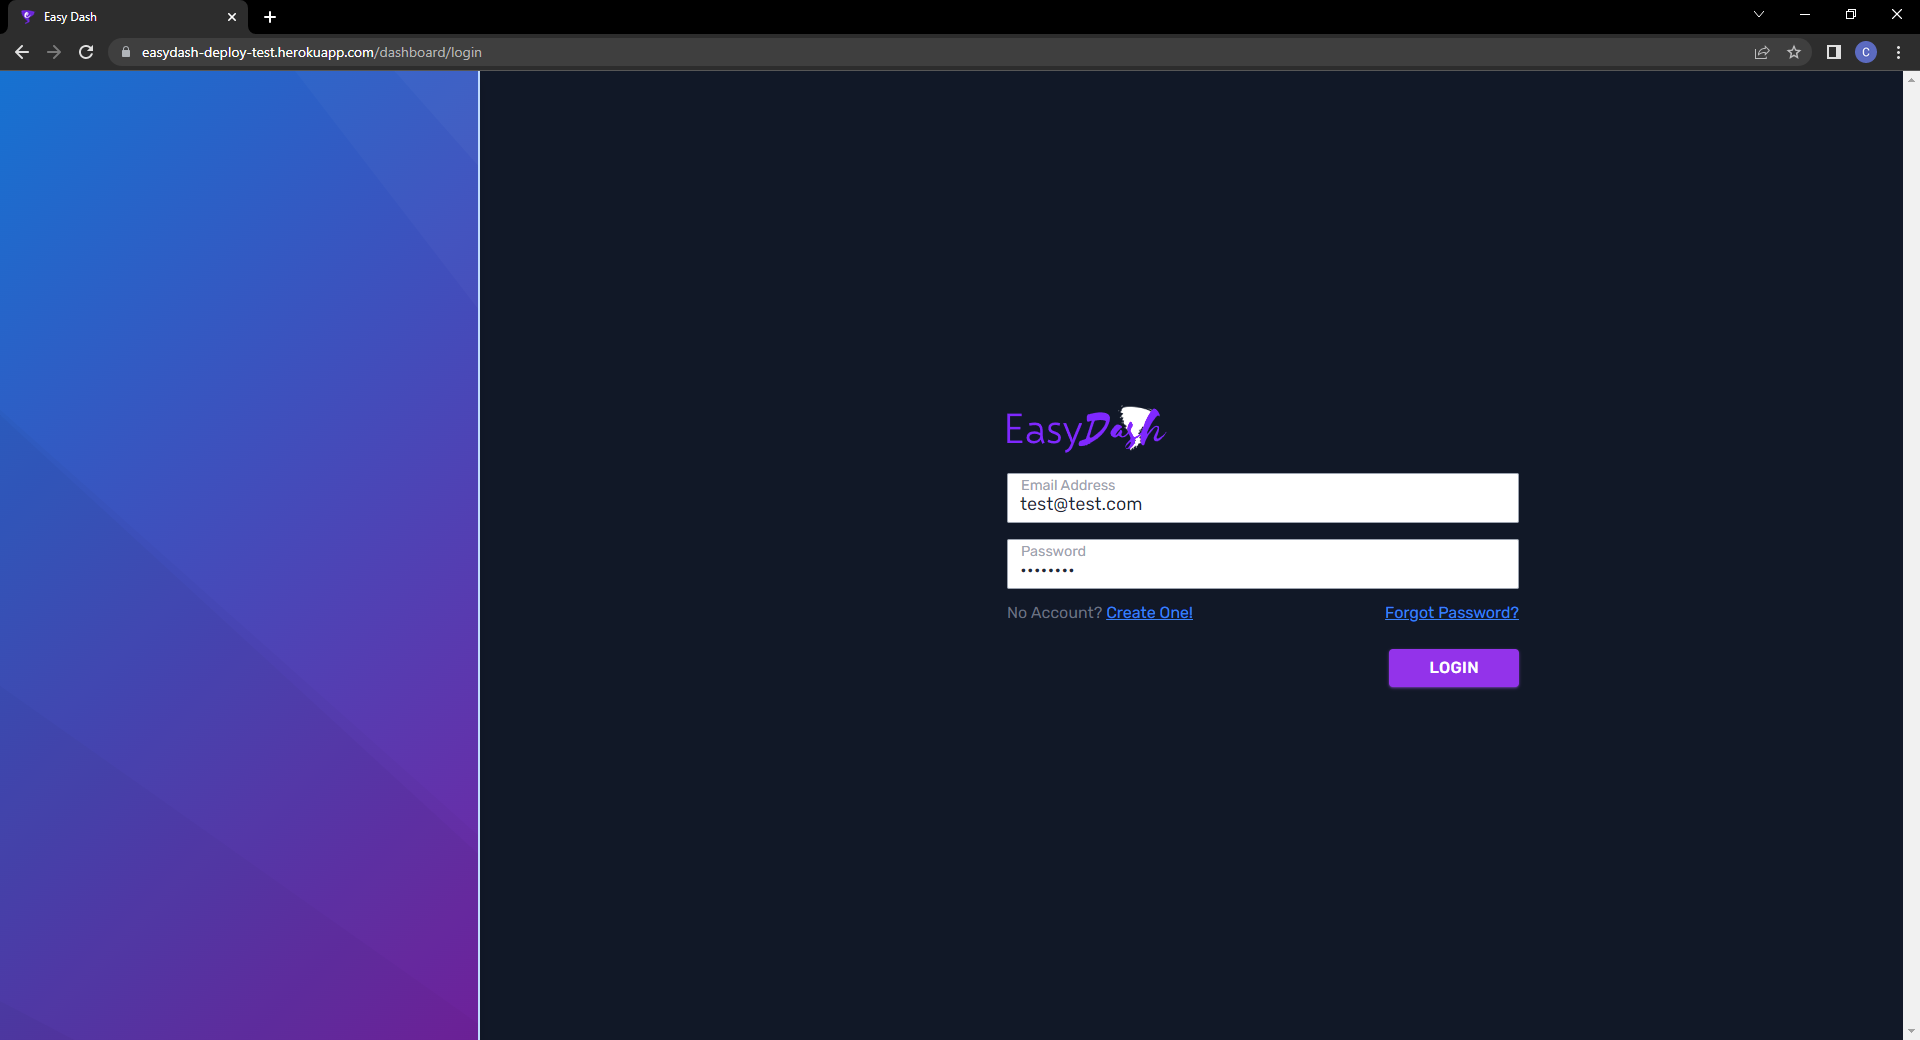 Easy Dash
easydash-deploy-test.herokuapp.com/dashboard/login
C
EasyDash
Email Address
test@test.com
Password
••••••••
No Account? Create One! Forgot Password?
LOGIN